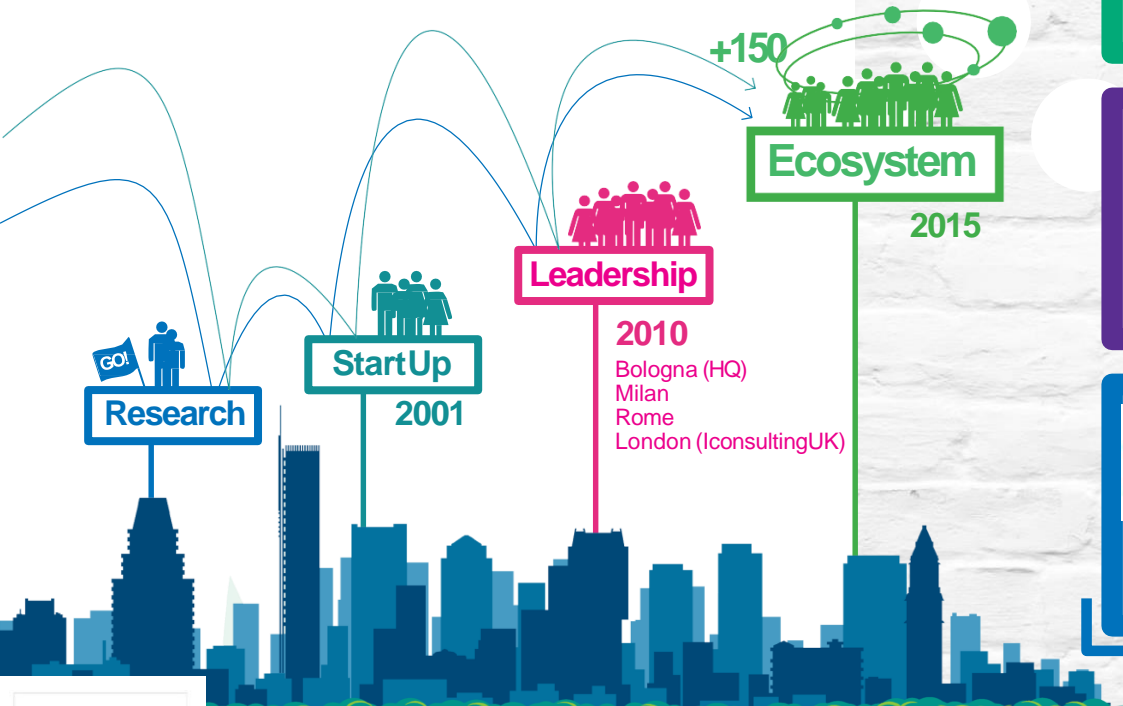 +150
Ecosystem
2015
Leadership
2010
Bologna (HQ)
Milan
Rome
London (IconsultingUK)
StartUp
2001
GO!
Research